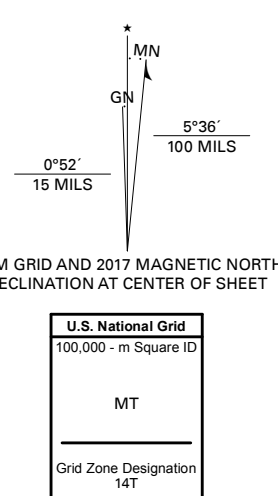 ★
MN
GN
5°36´
100 MILS
0°52´
15 MILS
M GRID AND 2017 MAGNETIC NORTH
ECLINATION AT CENTER OF SHEET
U.S. National Grid
100,000 - m Square ID
MT
Grid Zone Designation
14T